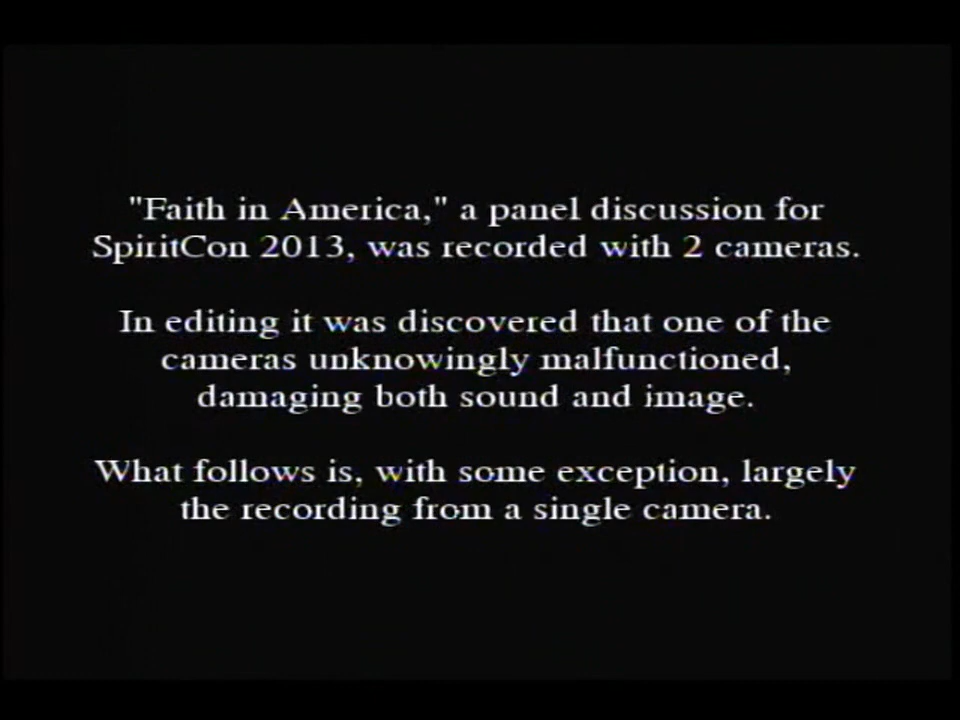 "Faith in America," a panel discussion for
SpiritCon 2013, was recorded with 2 cameras.
In editing it was discovered that one of the
cameras unknowingly malfunctioned,
damaging both sound and image.
What follows is, with some exception, largely
the recording from a single camera.